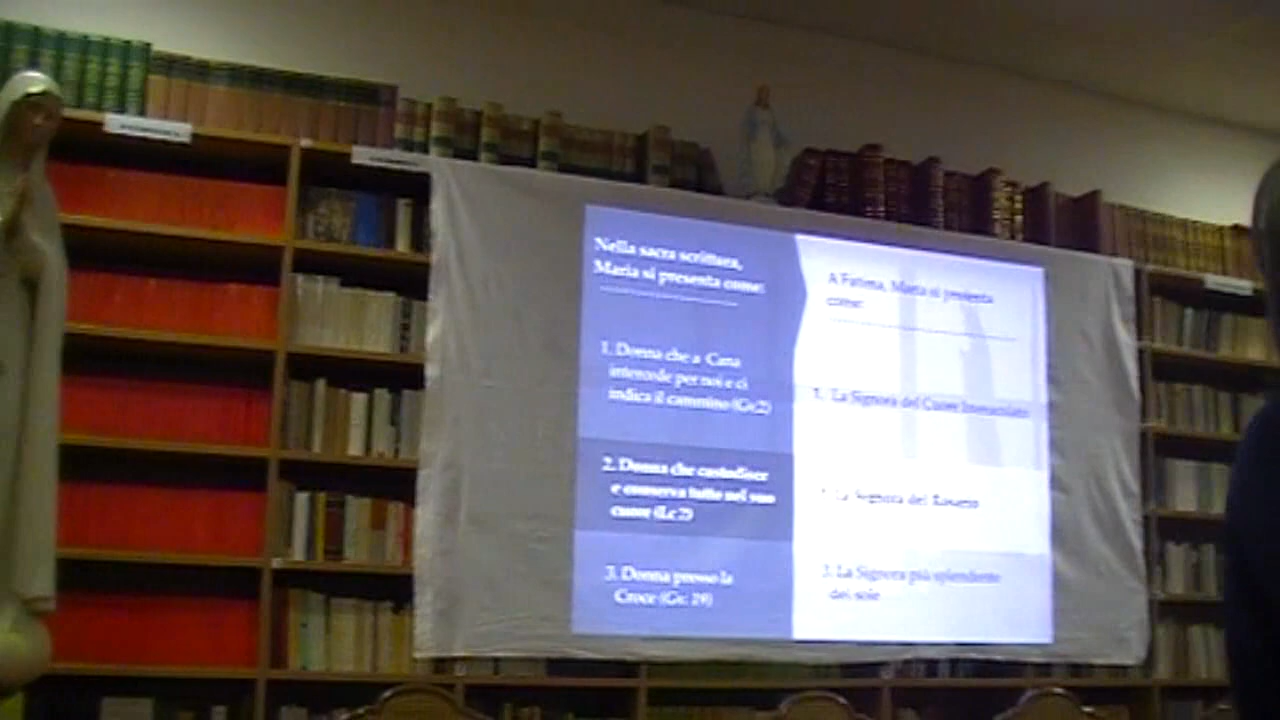 Nella sacra scrittura,
Maria si presenta come:
1. Donna che a Cana
intercede per noi e ci
indica il cammino (Gv.2)
2. Donna che custodisce
e conserva tutto nel suo
cuore (Lc 2)
3. Donna presso la
Croce (Gv. 19)
A Fatima, Maria si presenta
come:
1. La Signora del Cuore Immacolato
La Signora del Rosario
3. La Signora più splendente
del sole